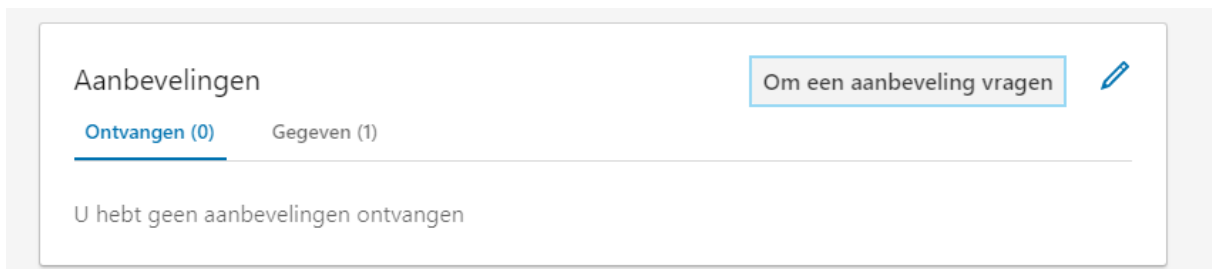 Aanbevelingen
Om een aanbeveling vragen
Ontvangen (0) Gegeven (1)
U hebt geen aanbevelingen ontvangen